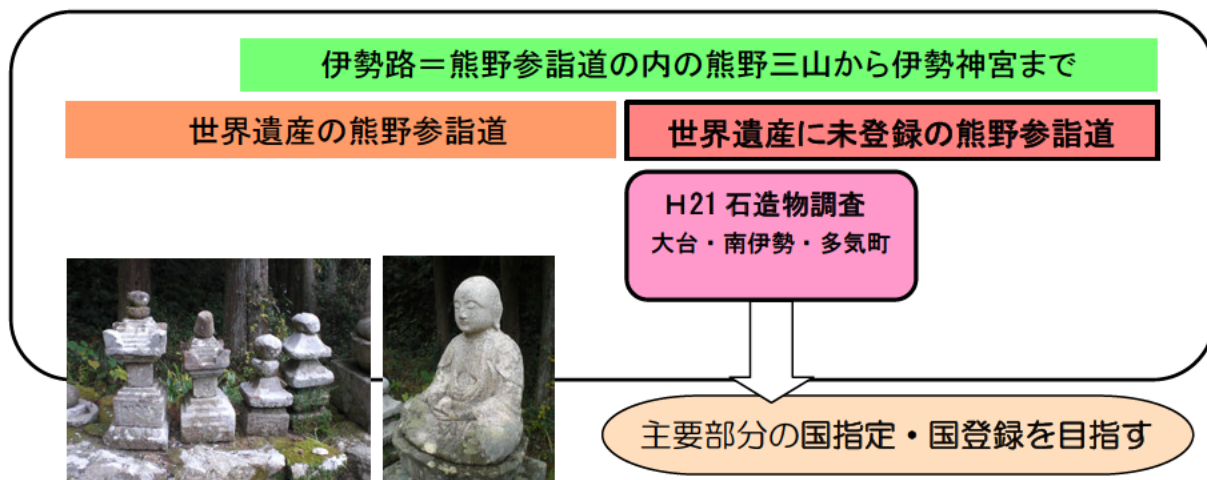 伊勢路＝熊野参詣道の内の熊野三山から伊勢神宮まで
世界遺産の熊野参詣道
世界遺産に未登録の熊野参詣道
H21 石造物調査
大台・南伊勢・多気町
主要部分の国指定・国登録を目指す